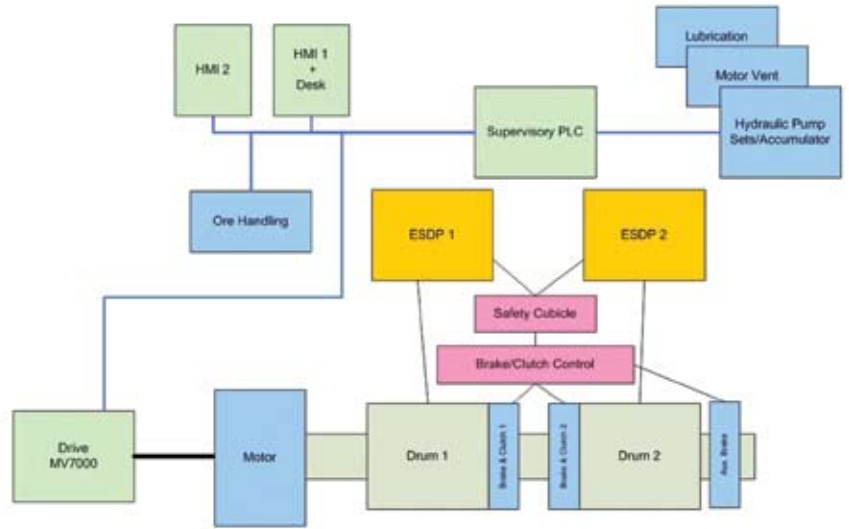 HMI 2
HMI 1
+
Desk
Lubrication
Motor Vent
Supervisory PLC
Hydraulic Pump
Sets/Accumulator
Ore Handling
ESDP 1
ESDP 2
Safety Cubicle
Brake/Clutch Control
Drive
MV7000
Motor
Drum 1
Brake & Clutch 1
Brake & Clutch 2
Drum 2
Aux. Brake